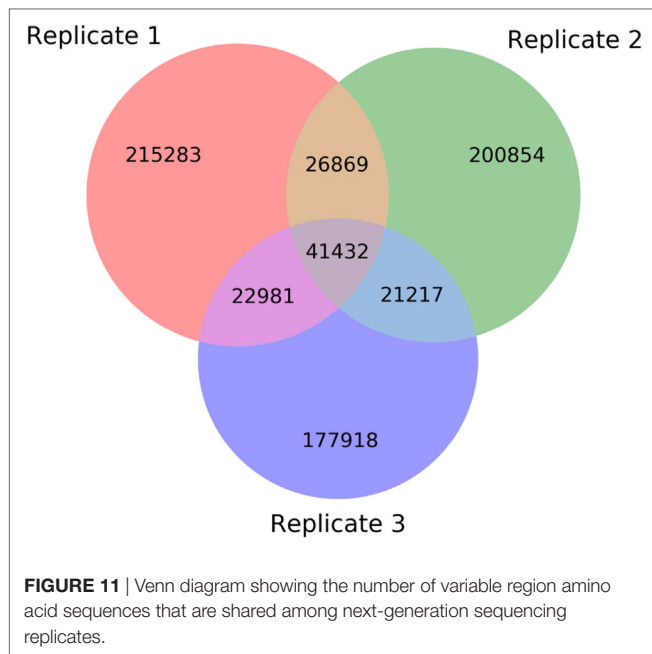 Replicate 1
Replicate 2
215283
26869
200854
41432
22981
21217
177918
Replicate 3
FIGURE 11 | Venn diagram showing the number of variable region amino
acid sequences that are shared among next-generation sequencing
replicates.